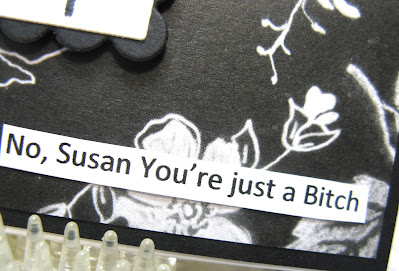 No, Susan You're just a Bitch